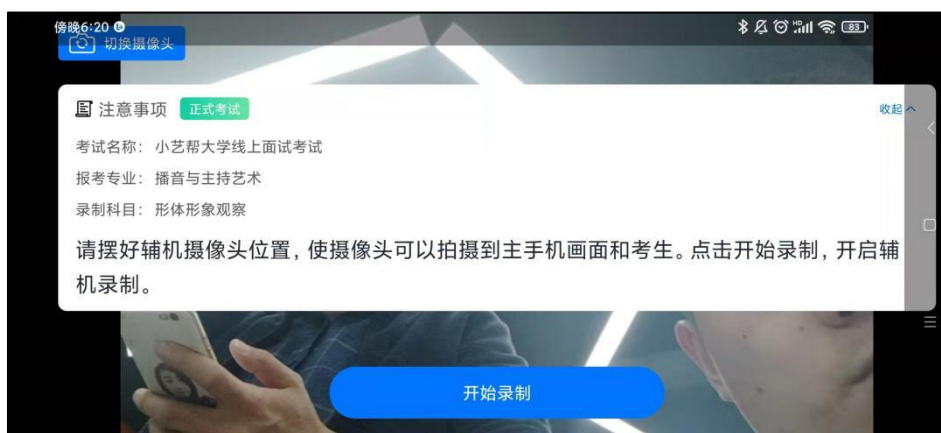 傍晚6:20
HD
83
切换摄像头
注意事项 正式考试 收起
考试名称: 小艺帮大学线上面试考试
报考专业: 播音与主持艺术
录制科目: 形体形象观察
请摆好辅机摄像头位置,使摄像头可以拍摄到主手机画面和考生。点击开始录制,开启辅
机录制。
开始录制